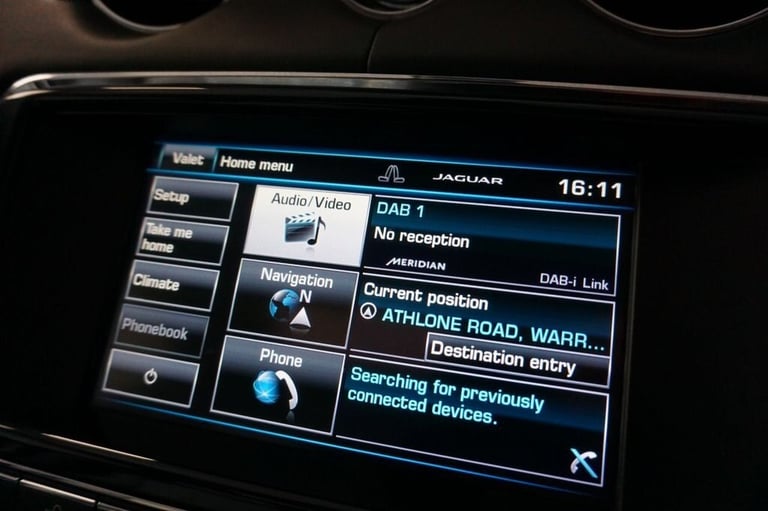 Valet
Home menu
JAGUAR
16:11
Setup
Take me
home
Climate
Phonebook
Audio/Video
DAB 1
No reception
MERIDIAN
DAB-i Link
Navigation
N
Current position
ATHLONE ROAD, WARR...
Destination entry
Phone
Searching for previously
connected devices.